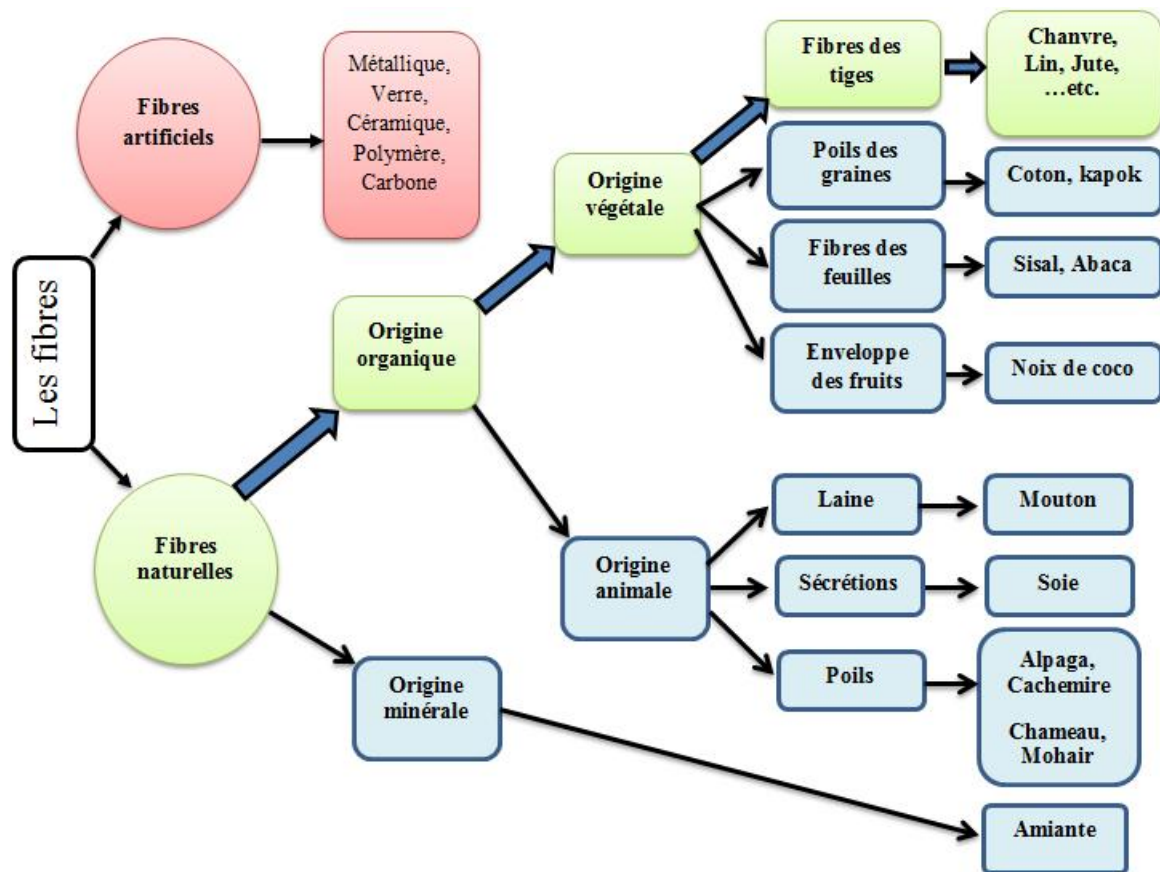 Les fibres
Fibres
artificiels
Métallique,
Verre,
Céramique,
Polymère,
Carbone
Fibres
naturelles
Origine
organique
Origine
minérale
Origine
végétale
Origine
animale
Fibres des
tiges
Chanvre,
Lin, Jute,
...etc.
Poils des
graines
Coton, kapok
Fibres des
feuilles
Sisal, Abaca
Enveloppe
des fruits
Noix de coco
Laine
Mouton
Sécrétions
Soie
Poils
Alpaga,
Cachemire
Chameau,
Mohair
Amiante